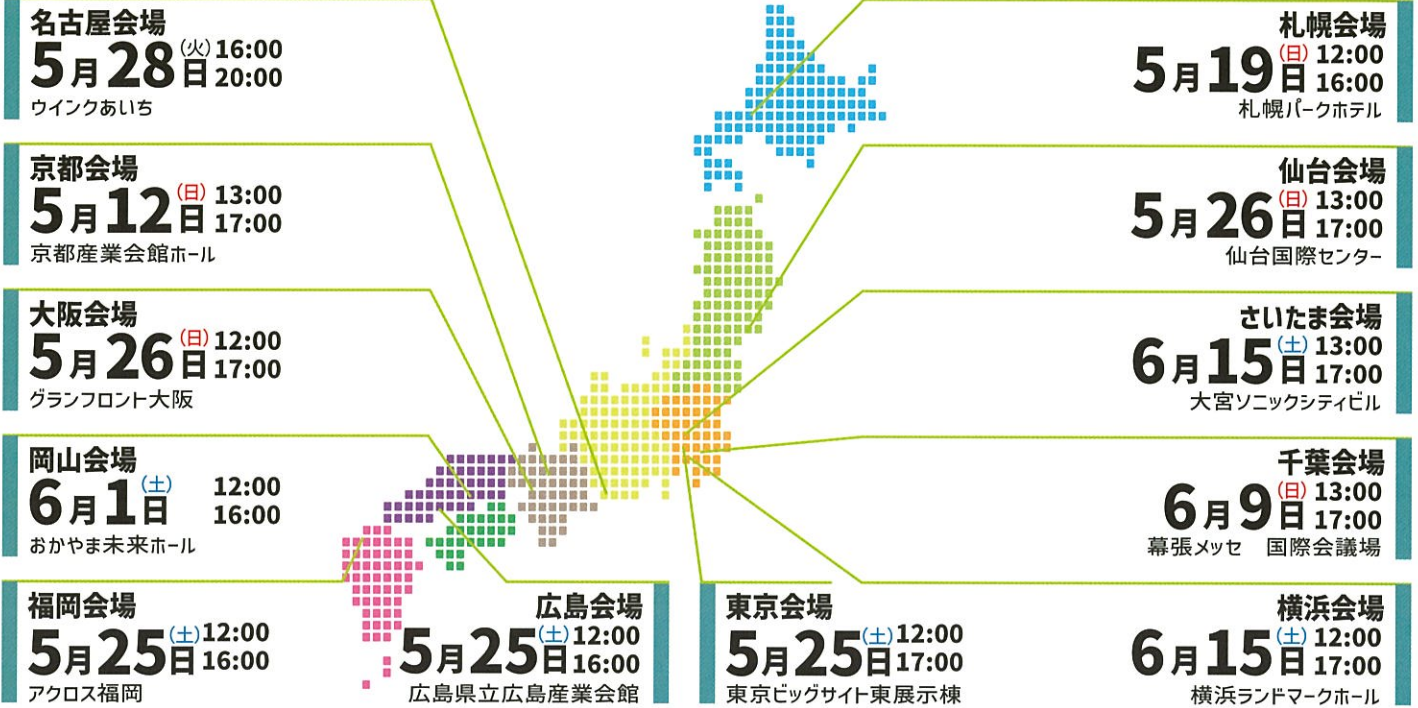 名古屋会場
5月28日(火)16:00
20:00
ウインクあいち
京都会場
5月12日(日)13:00
17:00
京都産業会館ホール
大阪会場
5月26日(日)12:00
17:00
グランフロント大阪
岡山会場
6月1日(土)12:00
16:00
おかやま未来ホール
福岡会場
5月25日(土)12:00
16:00
アクロス福岡
広島会場
5月25日(土)12:00
16:00
広島県立広島産業会館
東京会場
5月25日(土)12:00
17:00
東京ビッグサイト東展示棟
札幌会場
5月19日(日)12:00
16:00
札幌パークホテル
仙台会場
5月26日(日)13:00
17:00
仙台国際センター
さいたま会場
6月15日(土)13:00
17:00
大宮ソニックシティビル
千葉会場
6月9日(日)13:00
17:00
幕張メッセ 国際会議場
横浜会場
6月15日(土)12:00
17:00
横浜ランドマークホール